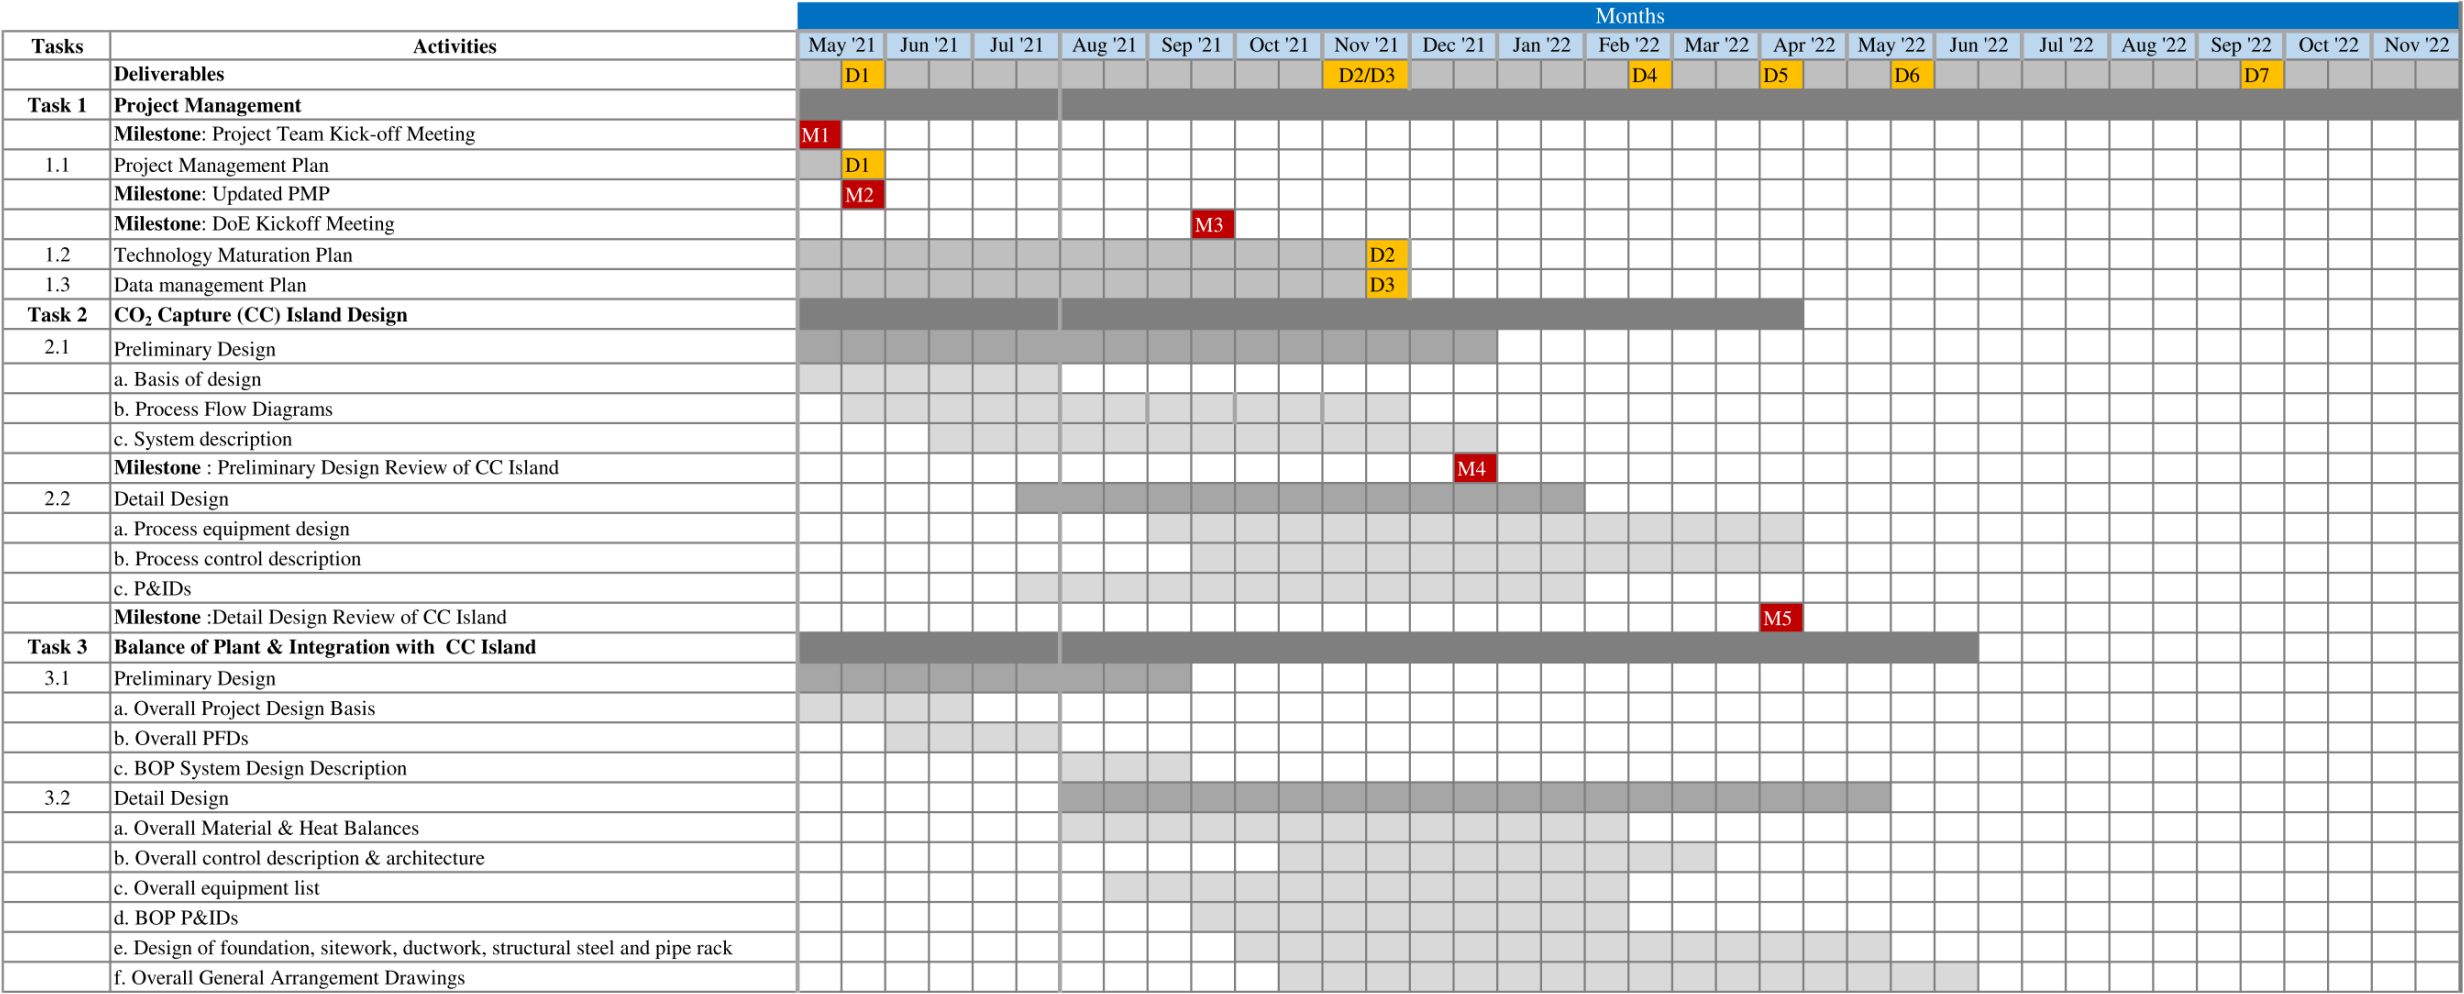 Months
Tasks Activities May '21 Jun '21 Jul '21 Aug '21 Sep '21 Oct '21 Nov '21 Dec '21 Jan '22 Feb '22 Mar '22 Apr '22 May '22 Jun '22 Jul '22 Aug '22 Sep '22 Oct '22 Nov '22
Deliverables D1 D2/D3 D4 D5 D6 D7
Task 1 Project Management
Milestone: Project Team Kick-off Meeting M1
1.1 Project Management Plan D1
Milestone: Updated PMP M2
Milestone: DoE Kickoff Meeting M3
1.2 Technology Maturation Plan D2
1.3 Data management Plan D3
Task 2 CO₂ Capture (CC) Island Design
2.1 Preliminary Design
a. Basis of design
b. Process Flow Diagrams
c. System description
Milestone : Preliminary Design Review of CC Island M4
2.2 Detail Design
a. Process equipment design
b. Process control description
c. P&IDs
Milestone :Detail Design Review of CC Island M5
Task 3 Balance of Plant & Integration with CC Island
3.1 Preliminary Design
a. Overall Project Design Basis
b. Overall PFDs
c. BOP System Design Description
3.2 Detail Design
a. Overall Material & Heat Balances
b. Overall control description & architecture
c. Overall equipment list
d. BOP P&IDs
e. Design of foundation, sitework, ductwork, structural steel and pipe rack
f. Overall General Arrangement Drawings